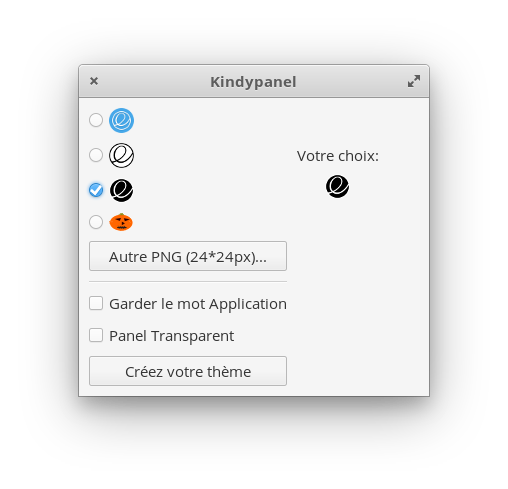 Kindypanel
Votre choix:
Autre PNG (24*24px)...
Garder le mot Application
Panel Transparent
Créez votre thème